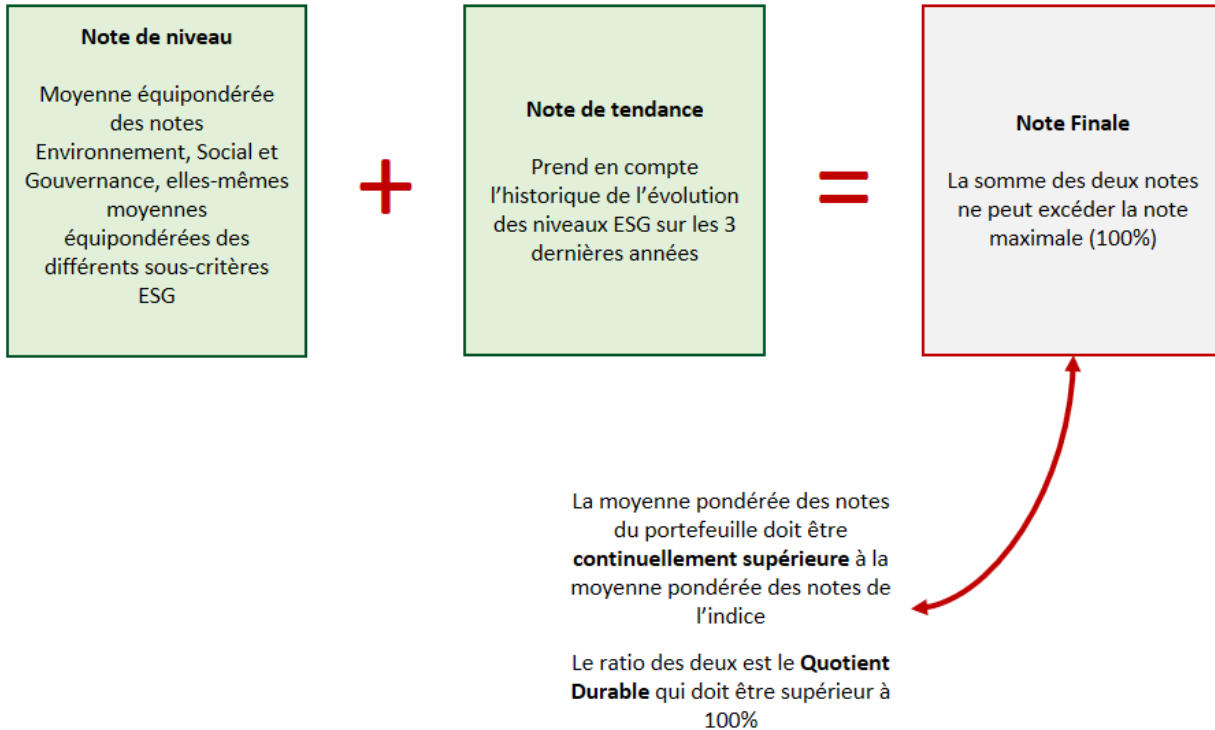 Note de niveau
Moyenne équipondérée
des notes
Environnement, Social et
Gouvernance, elles-mêmes
moyennes
équipondérées des
différents sous-critères
ESG
+
Note de tendance
Prend en compte
l’historique de l’évolution
des niveaux ESG sur les 3
dernières années
=
Note Finale
La somme des deux notes
ne peut excéder la note
maximale (100%)
La moyenne pondérée des notes
du portefeuille doit être
continuellement supérieure à la
moyenne pondérée des notes de
l’indice
Le ratio des deux est le Quotient
Durable qui doit être supérieur à
100%